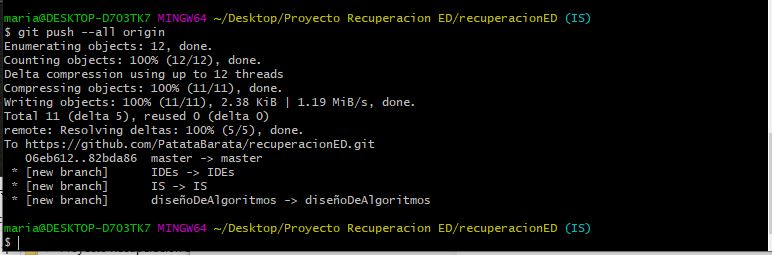 maria@DESKTOP-D7O3TK7 MINGW64 ~/Desktop/Proyecto Recuperacion ED/recuperacionED (IS)
$ git push --all origin
Enumerating objects: 12, done.
Counting objects: 100% (12/12), done.
Delta compression using up to 12 threads
Compressing objects: 100% (11/11), done.
Writing objects: 100% (11/11), 2.38 KiB | 1.19 MiB/s, done.
Total 11 (delta 5), reused 0 (delta 0)
remote: Resolving deltas: 100% (5/5), done.
To https://github.com/PatataBarata/recuperacionED.git
   06eb612..82bda86  master -> master
 * [new branch]      IDEs -> IDEs
 * [new branch]      IS -> IS
 * [new branch]      diseñoDeAlgoritmos -> diseñoDeAlgoritmos
maria@DESKTOP-D7O3TK7 MINGW64 ~/Desktop/Proyecto Recuperacion ED/recuperacionED (IS)
$